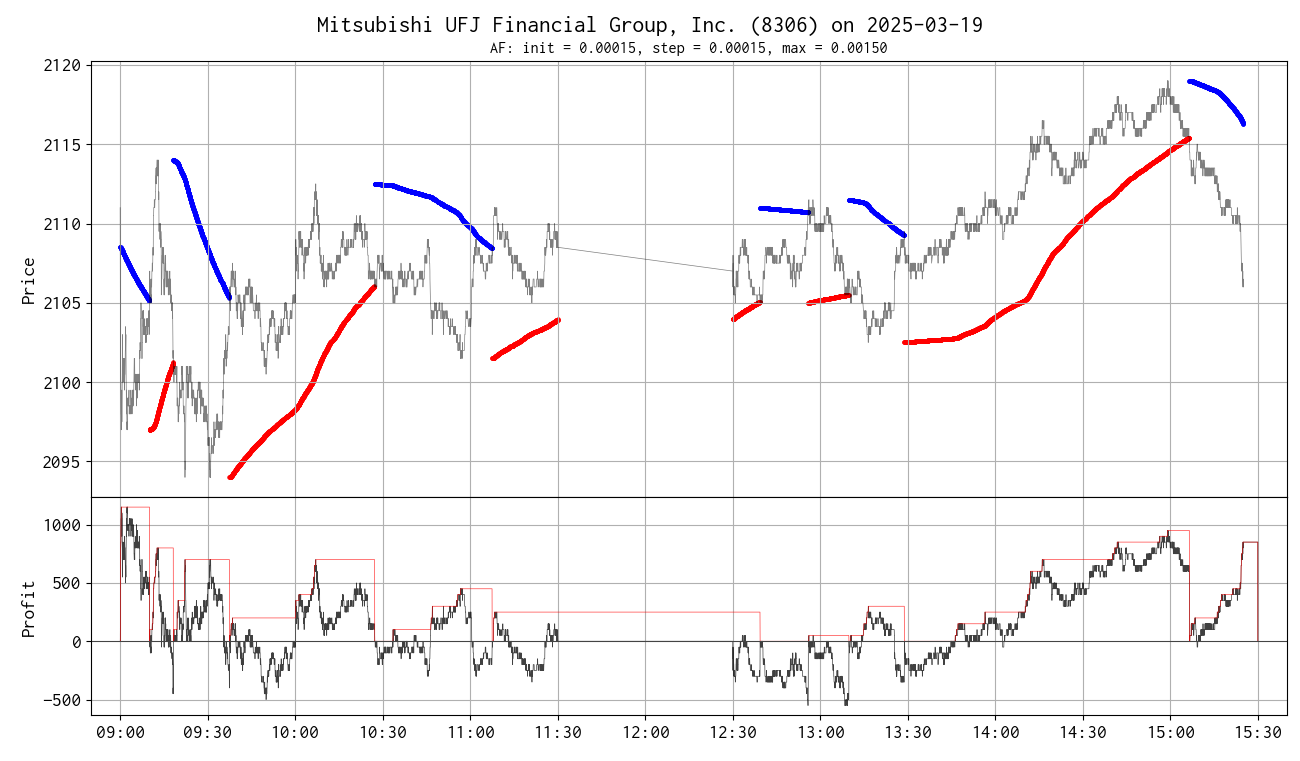 Mitsubishi UFJ Financial Group, Inc. (8306) on 2025-03-19
AF: init = 0.00015, step = 0.00015, max = 0.00150
Price
2120
2115
2110
2105
2100
2095
Profit
1000
500
0
−500
09:00 09:30 10:00 10:30 11:00 11:30 12:00 12:30 13:00 13:30 14:00 14:30 15:00 15:30